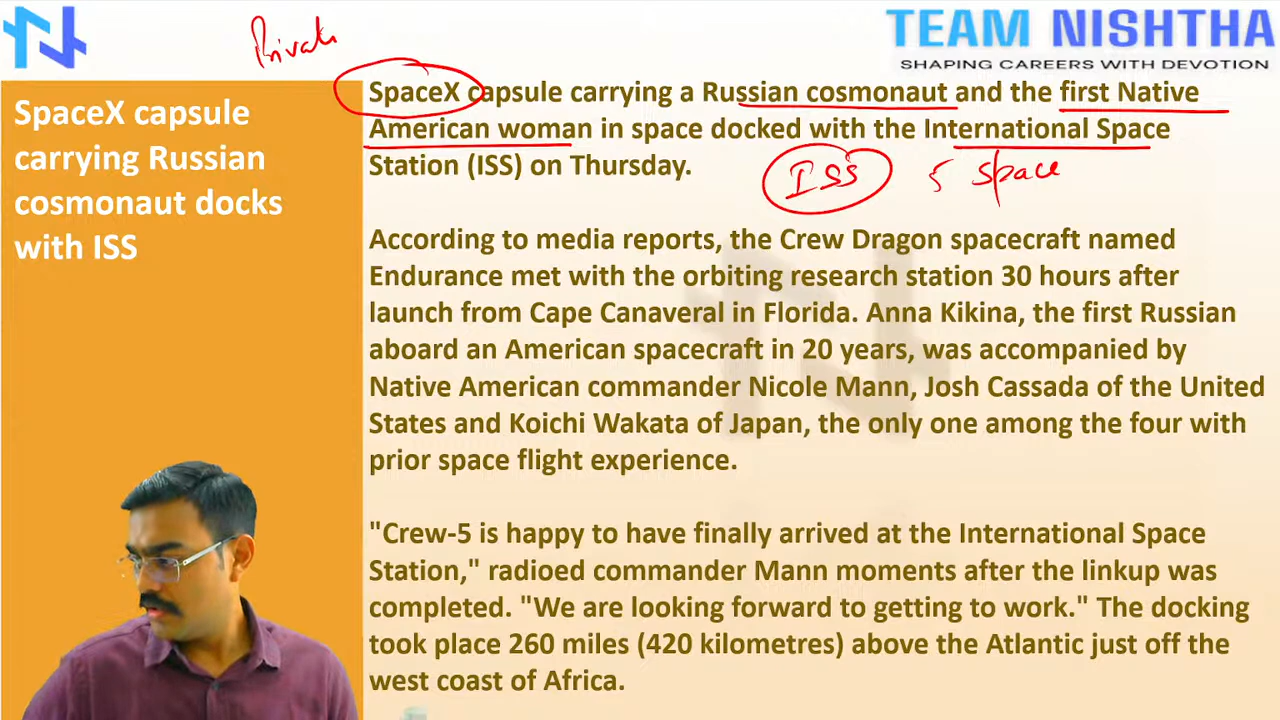 Private
TEAM NISHTHA
SHAPING CAREERS WITH DEVOTION
SpaceX capsule
carrying Russian
cosmonaut docks
with ISS
SpaceX capsule carrying a Russian cosmonaut and the first Native
American woman in space docked with the International Space
Station (ISS) on Thursday.
ISS
5 space
According to media reports, the Crew Dragon spacecraft named
Endurance met with the orbiting research station 30 hours after
launch from Cape Canaveral in Florida. Anna Kikina, the first Russian
aboard an American spacecraft in 20 years, was accompanied by
Native American commander Nicole Mann, Josh Cassada of the United
States and Koichi Wakata of Japan, the only one among the four with
prior space flight experience.
"Crew-5 is happy to have finally arrived at the International Space
Station," radioed commander Mann moments after the linkup was
completed. "We are looking forward to getting to work." The docking
took place 260 miles (420 kilometres) above the Atlantic just off the
west coast of Africa.